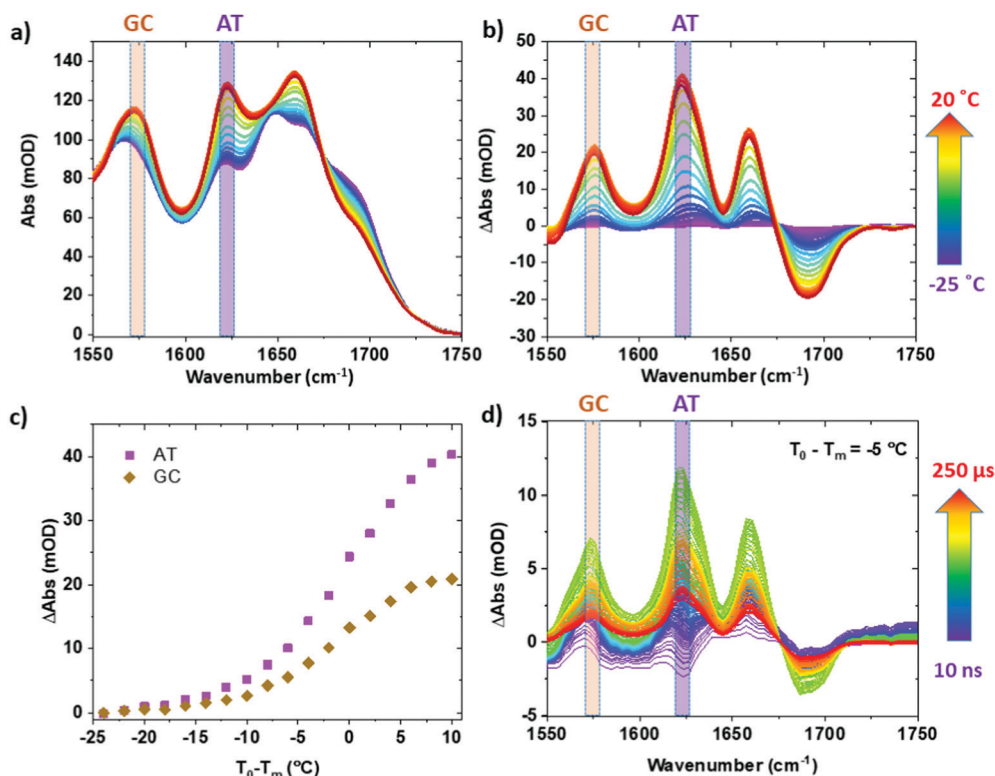 GC AT
a)
140
120
100
80
60
40
20
0
Abs (mOD)
1550 1600 1650 1700 1750
Wavenumber (cm⁻¹)
b)
GC AT
50
40
30
20
10
0
-10
-20
-30
ΔAbs (mOD)
1550 1600 1650 1700 1750
Wavenumber (cm⁻¹)
20 ˚C
-25 ˚C
c)
AT
GC
40
30
20
10
0
ΔAbs (mOD)
-25 -20 -15 -10 -5 0 5 10
T₀-Tₘ (ºC)
d)
GC AT
T₀ - Tₘ = -5 ºC
15
10
5
0
-5
ΔAbs (mOD)
1550 1600 1650 1700 1750
Wavenumber (cm⁻¹)
250 µs
10 ns